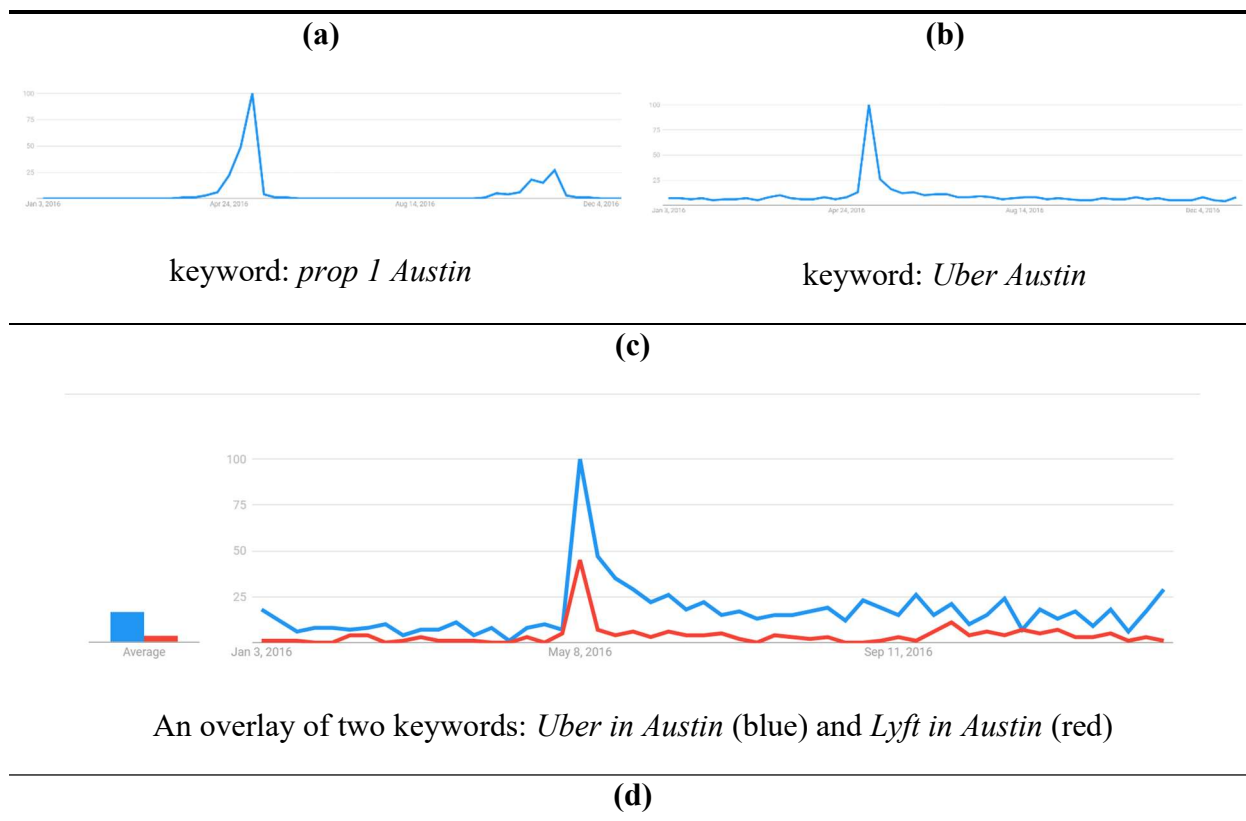 (a)
(b)
100
75
50
25
Jan 3, 2016
Apr 24, 2016
Aug 14, 2016
Dec 4, 2016
100
75
50
25
Jan 3, 2016
Apr 24, 2016
Aug 14, 2016
Dec 4, 2016
keyword: prop 1 Austin
keyword: Uber Austin
(c)
100
75
50
25
Average
Jan 3, 2016
May 8, 2016
Sep 11, 2016
An overlay of two keywords: Uber in Austin (blue) and Lyft in Austin (red)
(d)